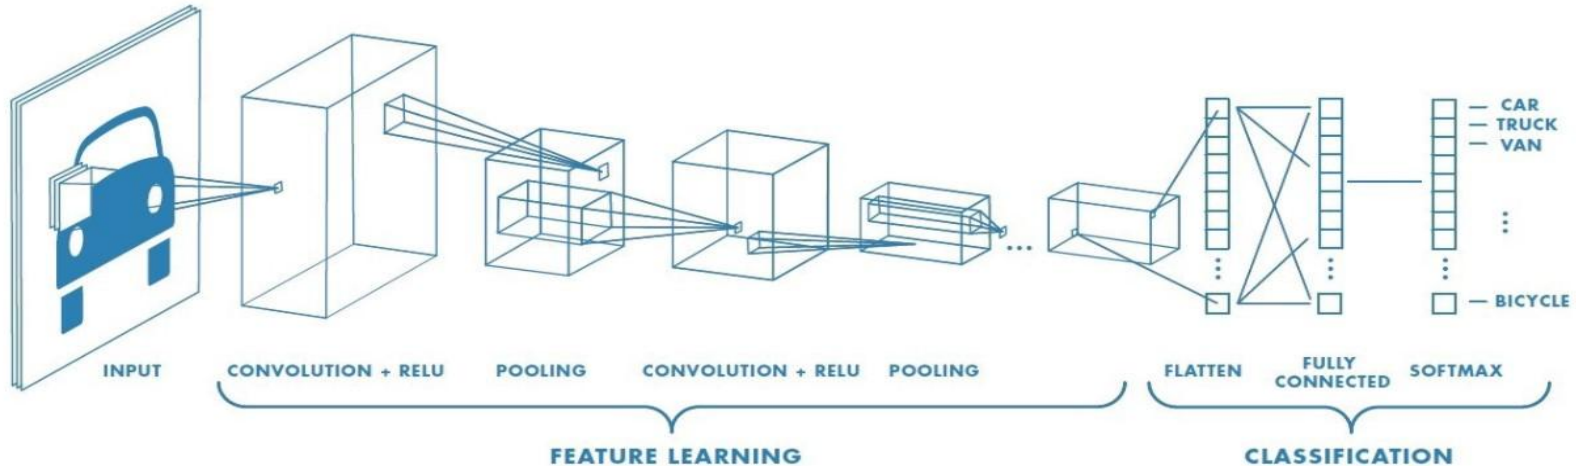 CAR
TRUCK
VAN
BICYCLE
INPUT
CONVOLUTION + RELU
POOLING
CONVOLUTION + RELU
POOLING
FLATTEN
FULLY
CONNECTED
SOFTMAX
FEATURE LEARNING
CLASSIFICATION